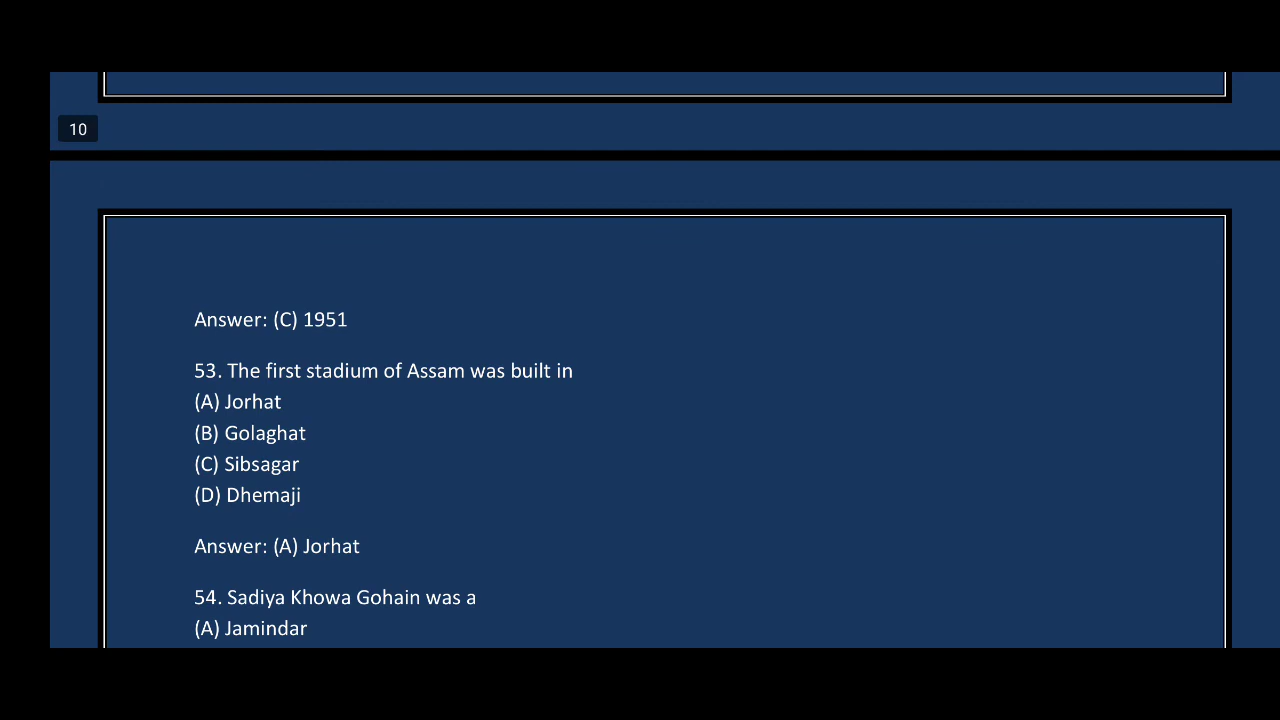 10
Answer: (C) 1951
53. The first stadium of Assam was built in
(A) Jorhat
(B) Golaghat
(C) Sibsagar
(D) Dhemaji
Answer: (A) Jorhat
54. Sadiya Khowa Gohain was a
(A) Jamindar